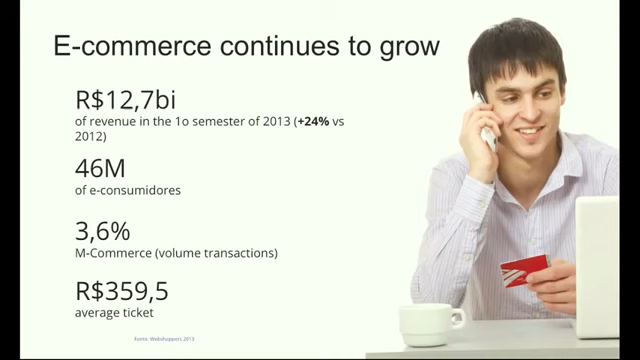 E-commerce continues to grow
R$12,7bi
of revenue in the 1o semester of 2013 (+24% vs
2012)
46M
of e-consumidores
3,6%
M-Commerce (volume transactions)
R$359,5
average ticket
Fonte: Webshoppers 2013